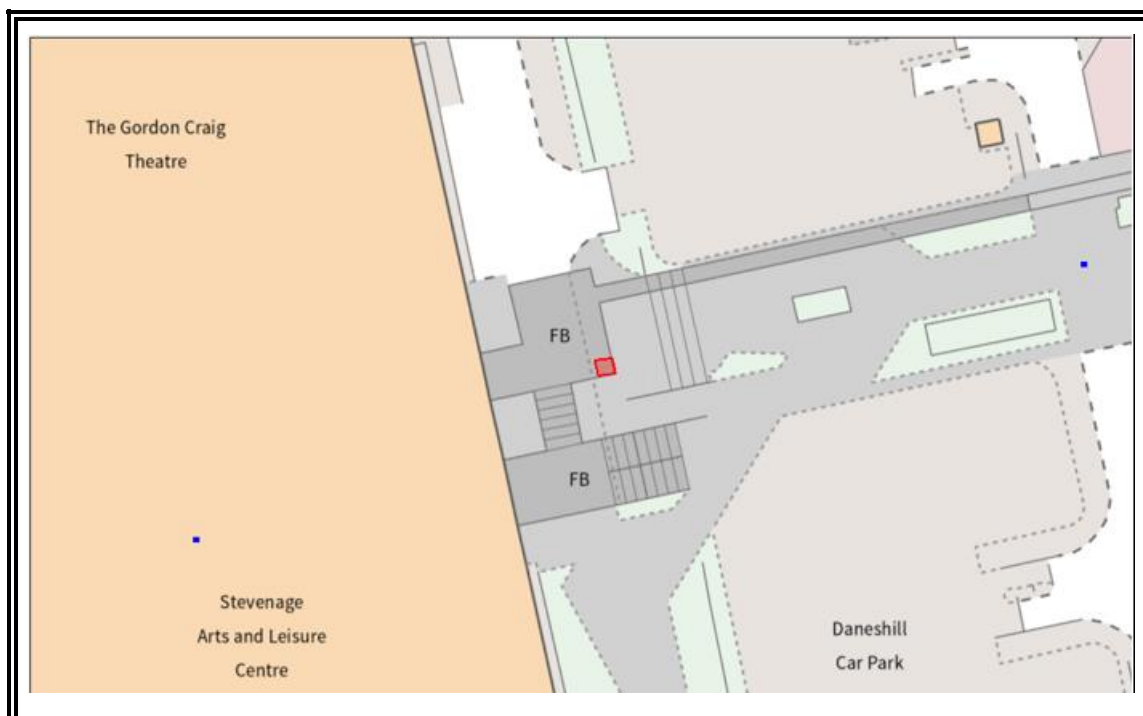 The Gordon Craig
Theatre
FB
FB
Stevenage
Arts and Leisure
Centre
Daneshill
Car Park